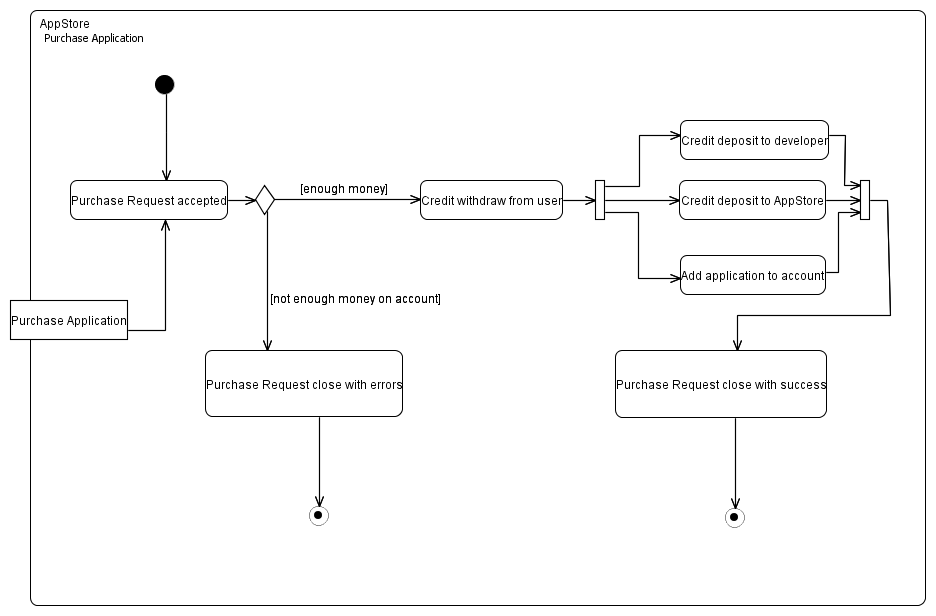 AppStore
Purchase Application
Credit deposit to developer
[enough money]
Purchase Request accepted
Credit withdraw from user
Credit deposit to AppStore
Add application to account
[not enough money on account]
Purchase Application
Purchase Request close with errors
Purchase Request close with success